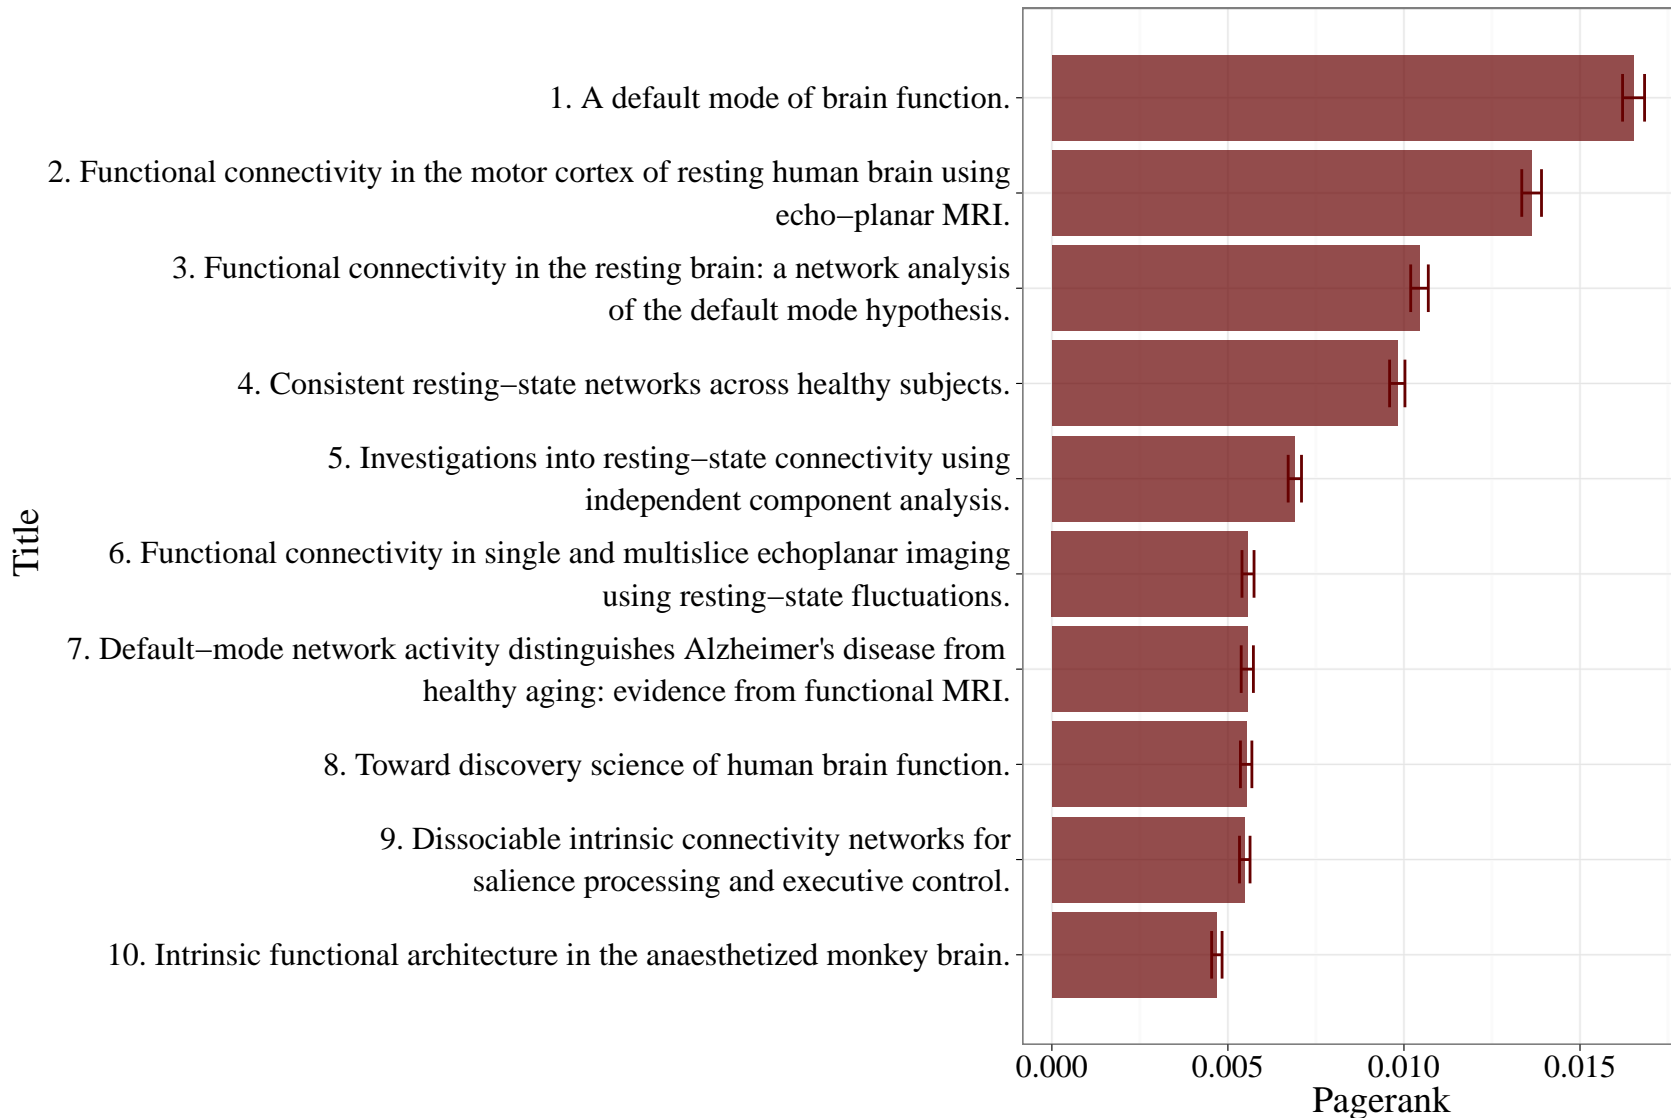 1. A default mode of brain function.
2. Functional connectivity in the motor cortex of resting human brain using
echo−planar MRI.
3. Functional connectivity in the resting brain: a network analysis
of the default mode hypothesis.
4. Consistent resting−state networks across healthy subjects.
5. Investigations into resting−state connectivity using
independent component analysis.
Title
6. Functional connectivity in single and multislice echoplanar imaging
using resting−state fluctuations.
7. Default−mode network activity distinguishes Alzheimer's disease from
healthy aging: evidence from functional MRI.
8. Toward discovery science of human brain function.
9. Dissociable intrinsic connectivity networks for
salience processing and executive control.
10. Intrinsic functional architecture in the anaesthetized monkey brain.
0.000 0.005 0.010 0.015
Pagerank